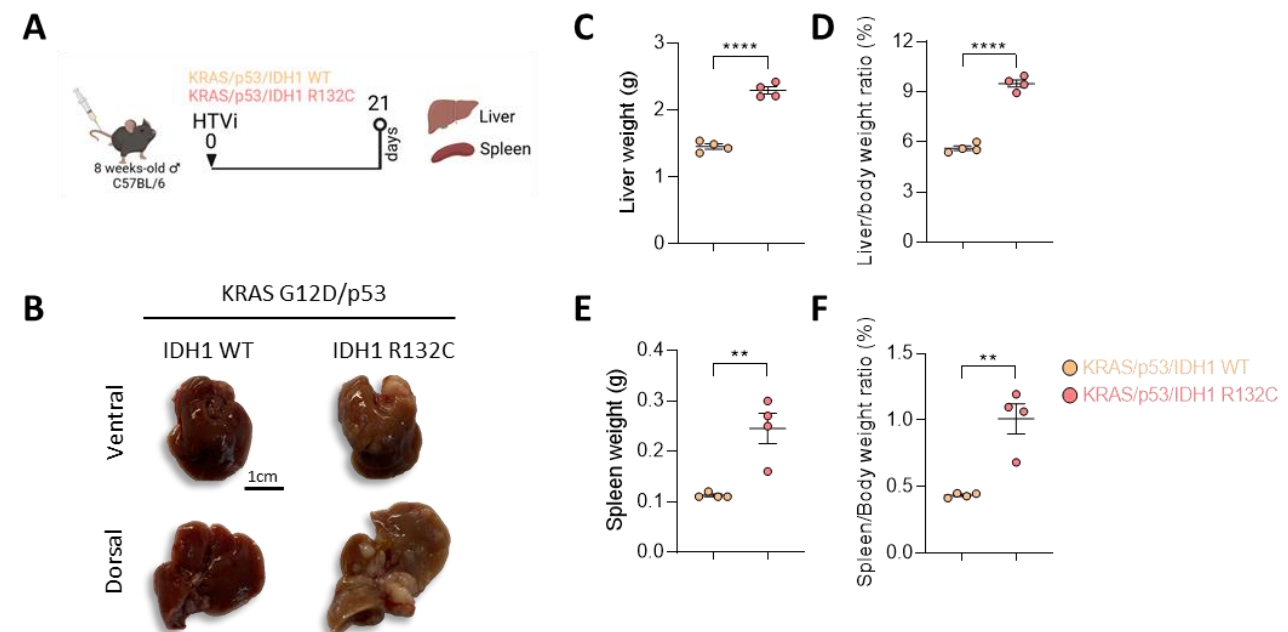 A
KRAS/p53/IDH1 WT
KRAS/p53/IDH1 R132C
HTVi
0
21
days
8 weeks-old ♂
C57BL/6
Liver
Spleen
B
KRAS G12D/p53
IDH1 WT
IDH1 R132C
Ventral
1cm
Dorsal
C
Liver weight (g)
3
2
1
0
****
D
Liver/body weight ratio (%)
12
9
6
3
0
****
E
Spleen weight (g)
0.4
0.3
0.2
0.1
0.0
**
F
Spleen/Body weight ratio (%)
1.5
1.0
0.5
0.0
**
KRAS/p53/IDH1 WT
KRAS/p53/IDH1 R132C